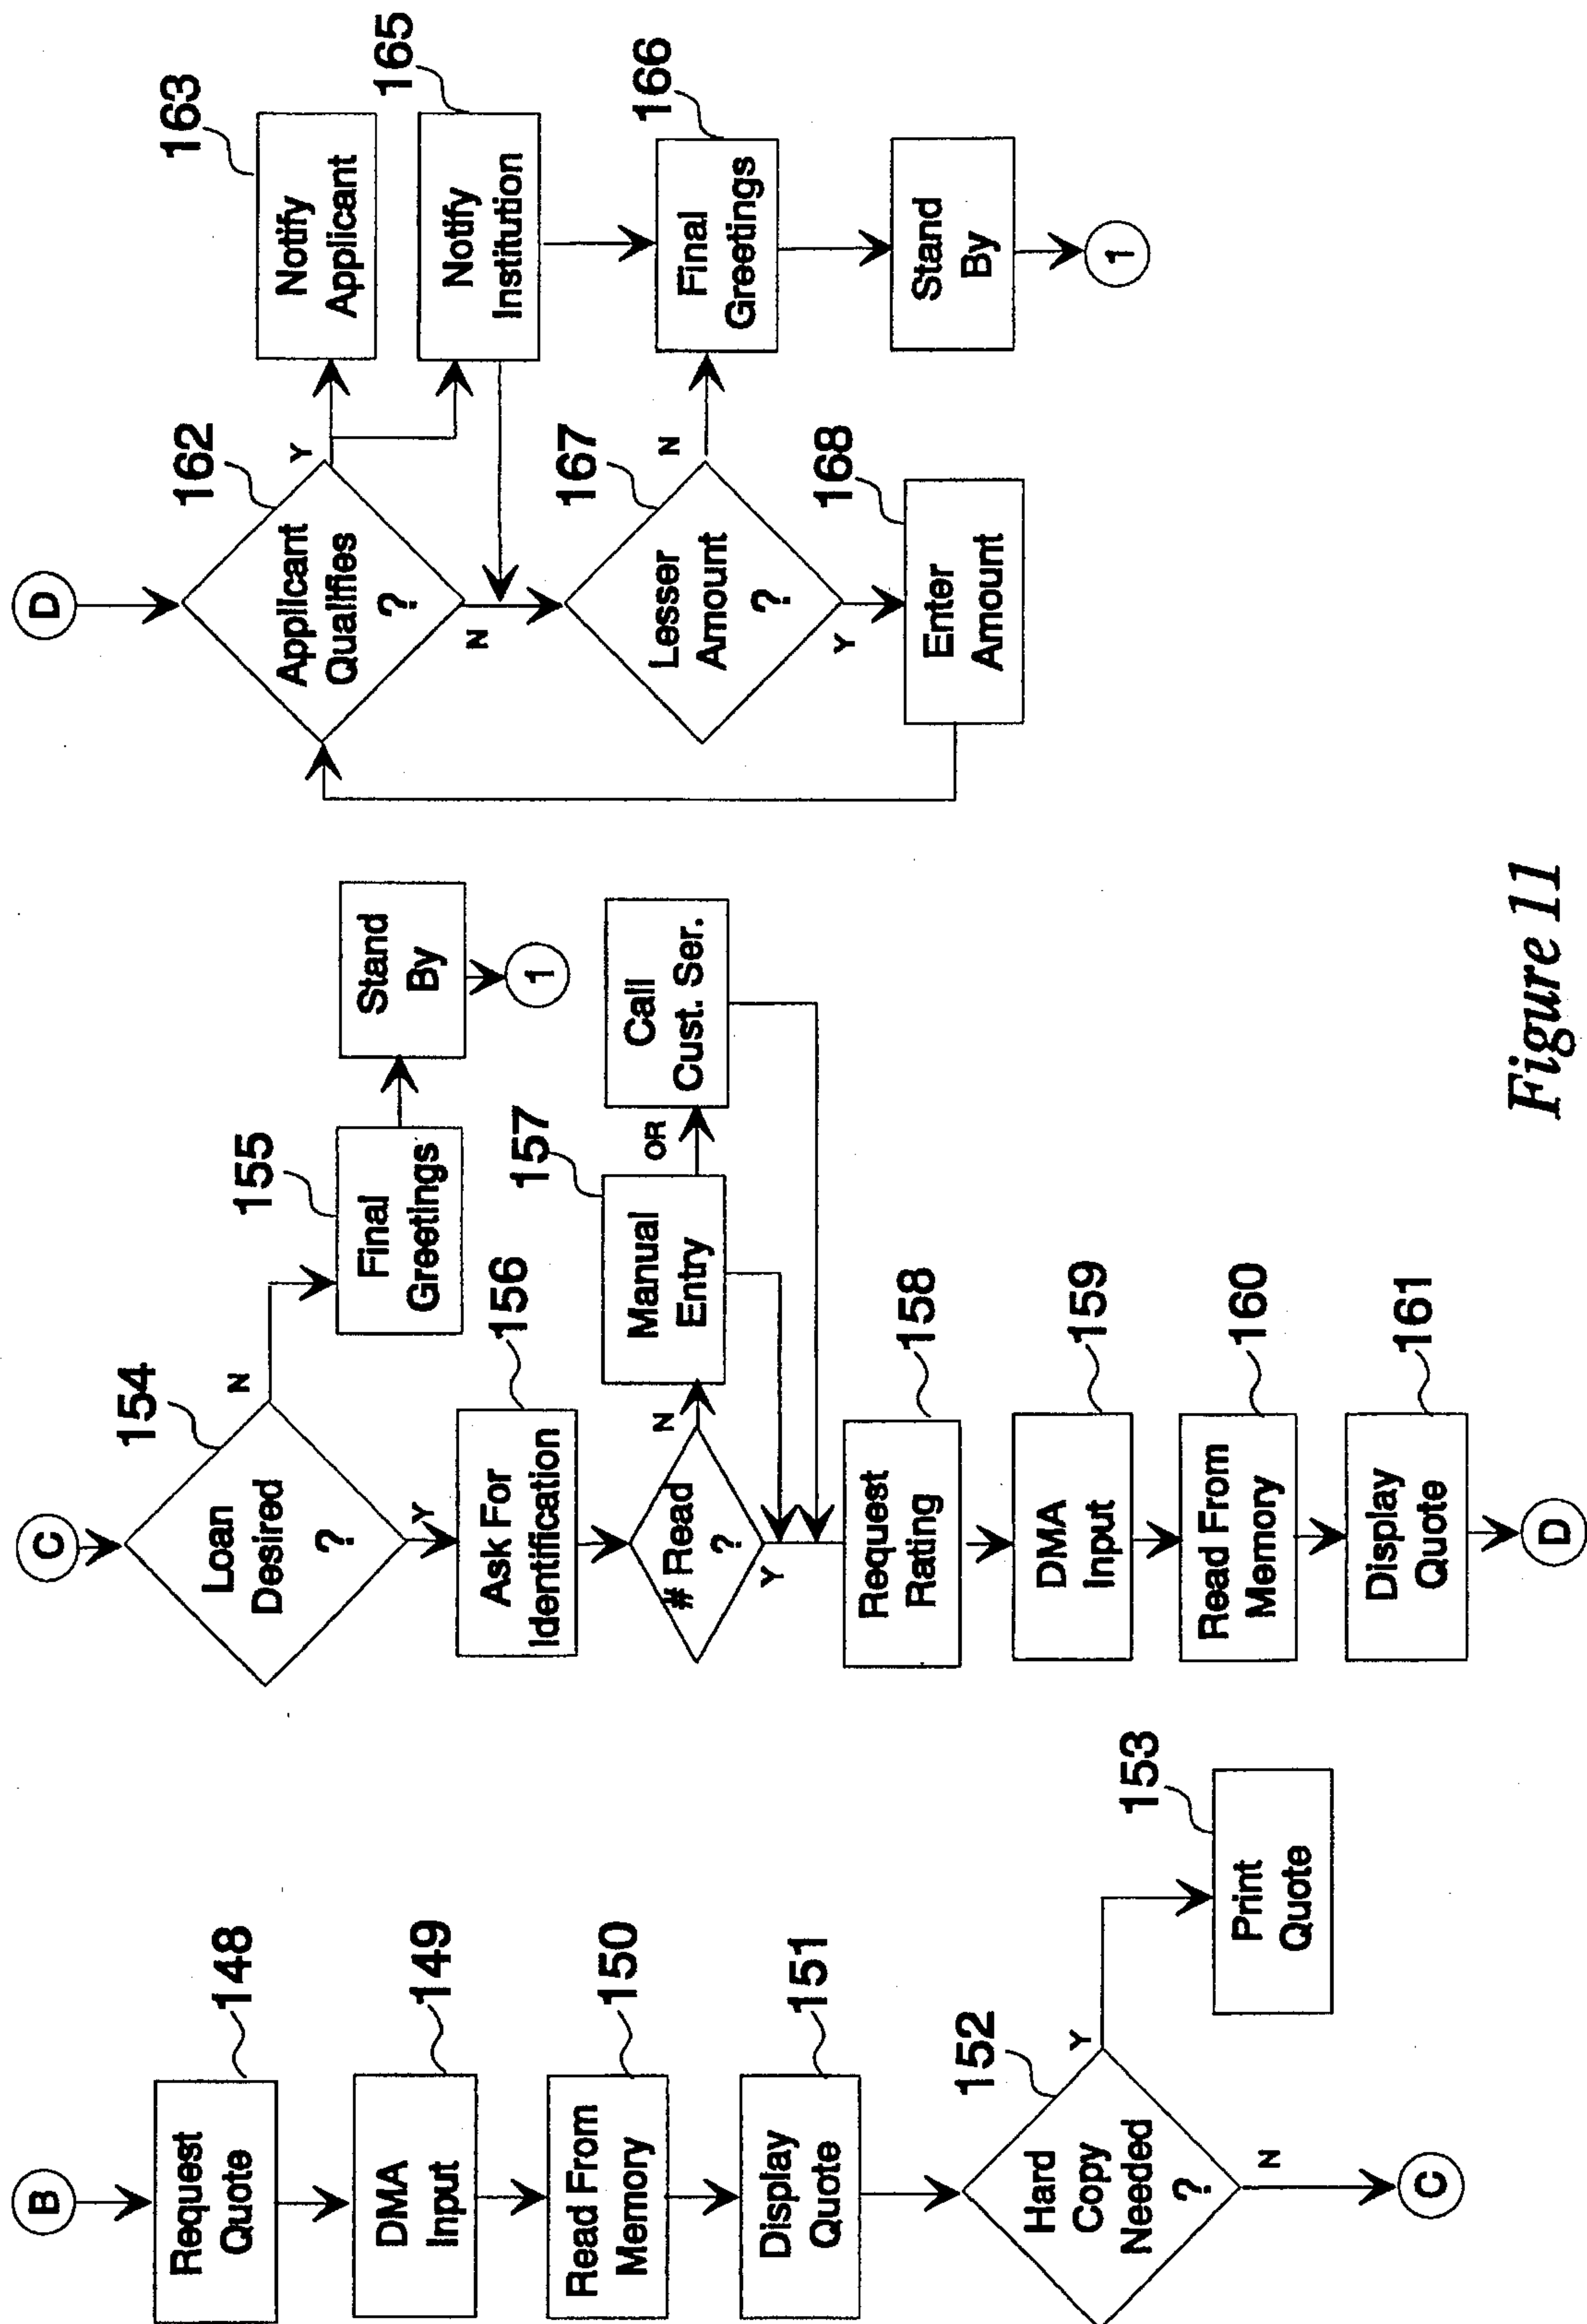 B
Request
Quote
148
DMA
Input
149
Read From
Memory
150
Display
Quote
151
Hard
Copy
Needed
?
152
Y
N
Print
Quote
153
C
C
Loan
Desired
?
154
N
Y
Final
Greetings
155
Stand
By
1
Ask For
Identification
156
# Read
?
N
Y
Manual
Entry
157
OR
Call
Cust. Ser.
Request
Rating
158
DMA
Input
159
Read From
Memory
160
Display
Quote
161
D
D
Applicant
Qualifies
?
162
Y
N
Notify
Applicant
163
Notify
Institution
165
Lesser
Amount
?
167
N
Y
Final
Greetings
166
Stand
By
1
Enter
Amount
168
Figure 11